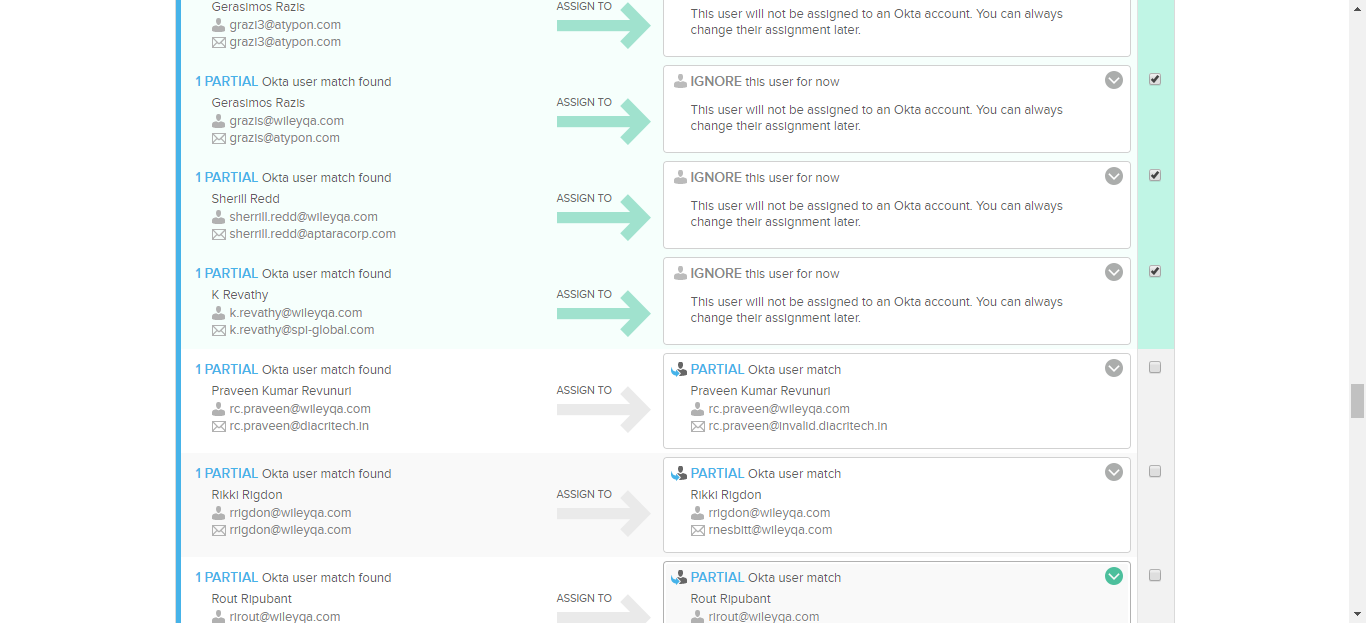 Gerasimos Razis
grazi3@atypon.com
grazi3@atypon.com
ASSIGN TO
This user will not be assigned to an Okta account. You can always
change their assignment later.
1 PARTIAL Okta user match found
Gerasimos Razis
grazis@wileyqa.com
grazis@atypon.com
ASSIGN TO
IGNORE this user for now
This user will not be assigned to an Okta account. You can always
change their assignment later.
1 PARTIAL Okta user match found
Sherill Redd
sherrill.redd@wileyqa.com
sherrill.redd@aptaracorp.com
ASSIGN TO
IGNORE this user for now
This user will not be assigned to an Okta account. You can always
change their assignment later.
1 PARTIAL Okta user match found
K Revathy
k.revathy@wileyqa.com
k.revathy@spi-global.com
ASSIGN TO
IGNORE this user for now
This user will not be assigned to an Okta account. You can always
change their assignment later.
1 PARTIAL Okta user match found
Praveen Kumar Revunuri
rc.praveen@wileyqa.com
rc.praveen@diacritech.in
ASSIGN TO
PARTIAL Okta user match
Praveen Kumar Revunuri
rc.praveen@wileyqa.com
rc.praveen@invalid.diacritech.in
1 PARTIAL Okta user match found
Rikki Rigdon
rrigdon@wileyqa.com
rrigdon@wileyqa.com
ASSIGN TO
PARTIAL Okta user match
Rikki Rigdon
rrigdon@wileyqa.com
rnesbitt@wileyqa.com
1 PARTIAL Okta user match found
Rout Ripubant
rirout@wileyqa.com
ASSIGN TO
PARTIAL Okta user match
Rout Ripubant
rirout@wileyqa.com